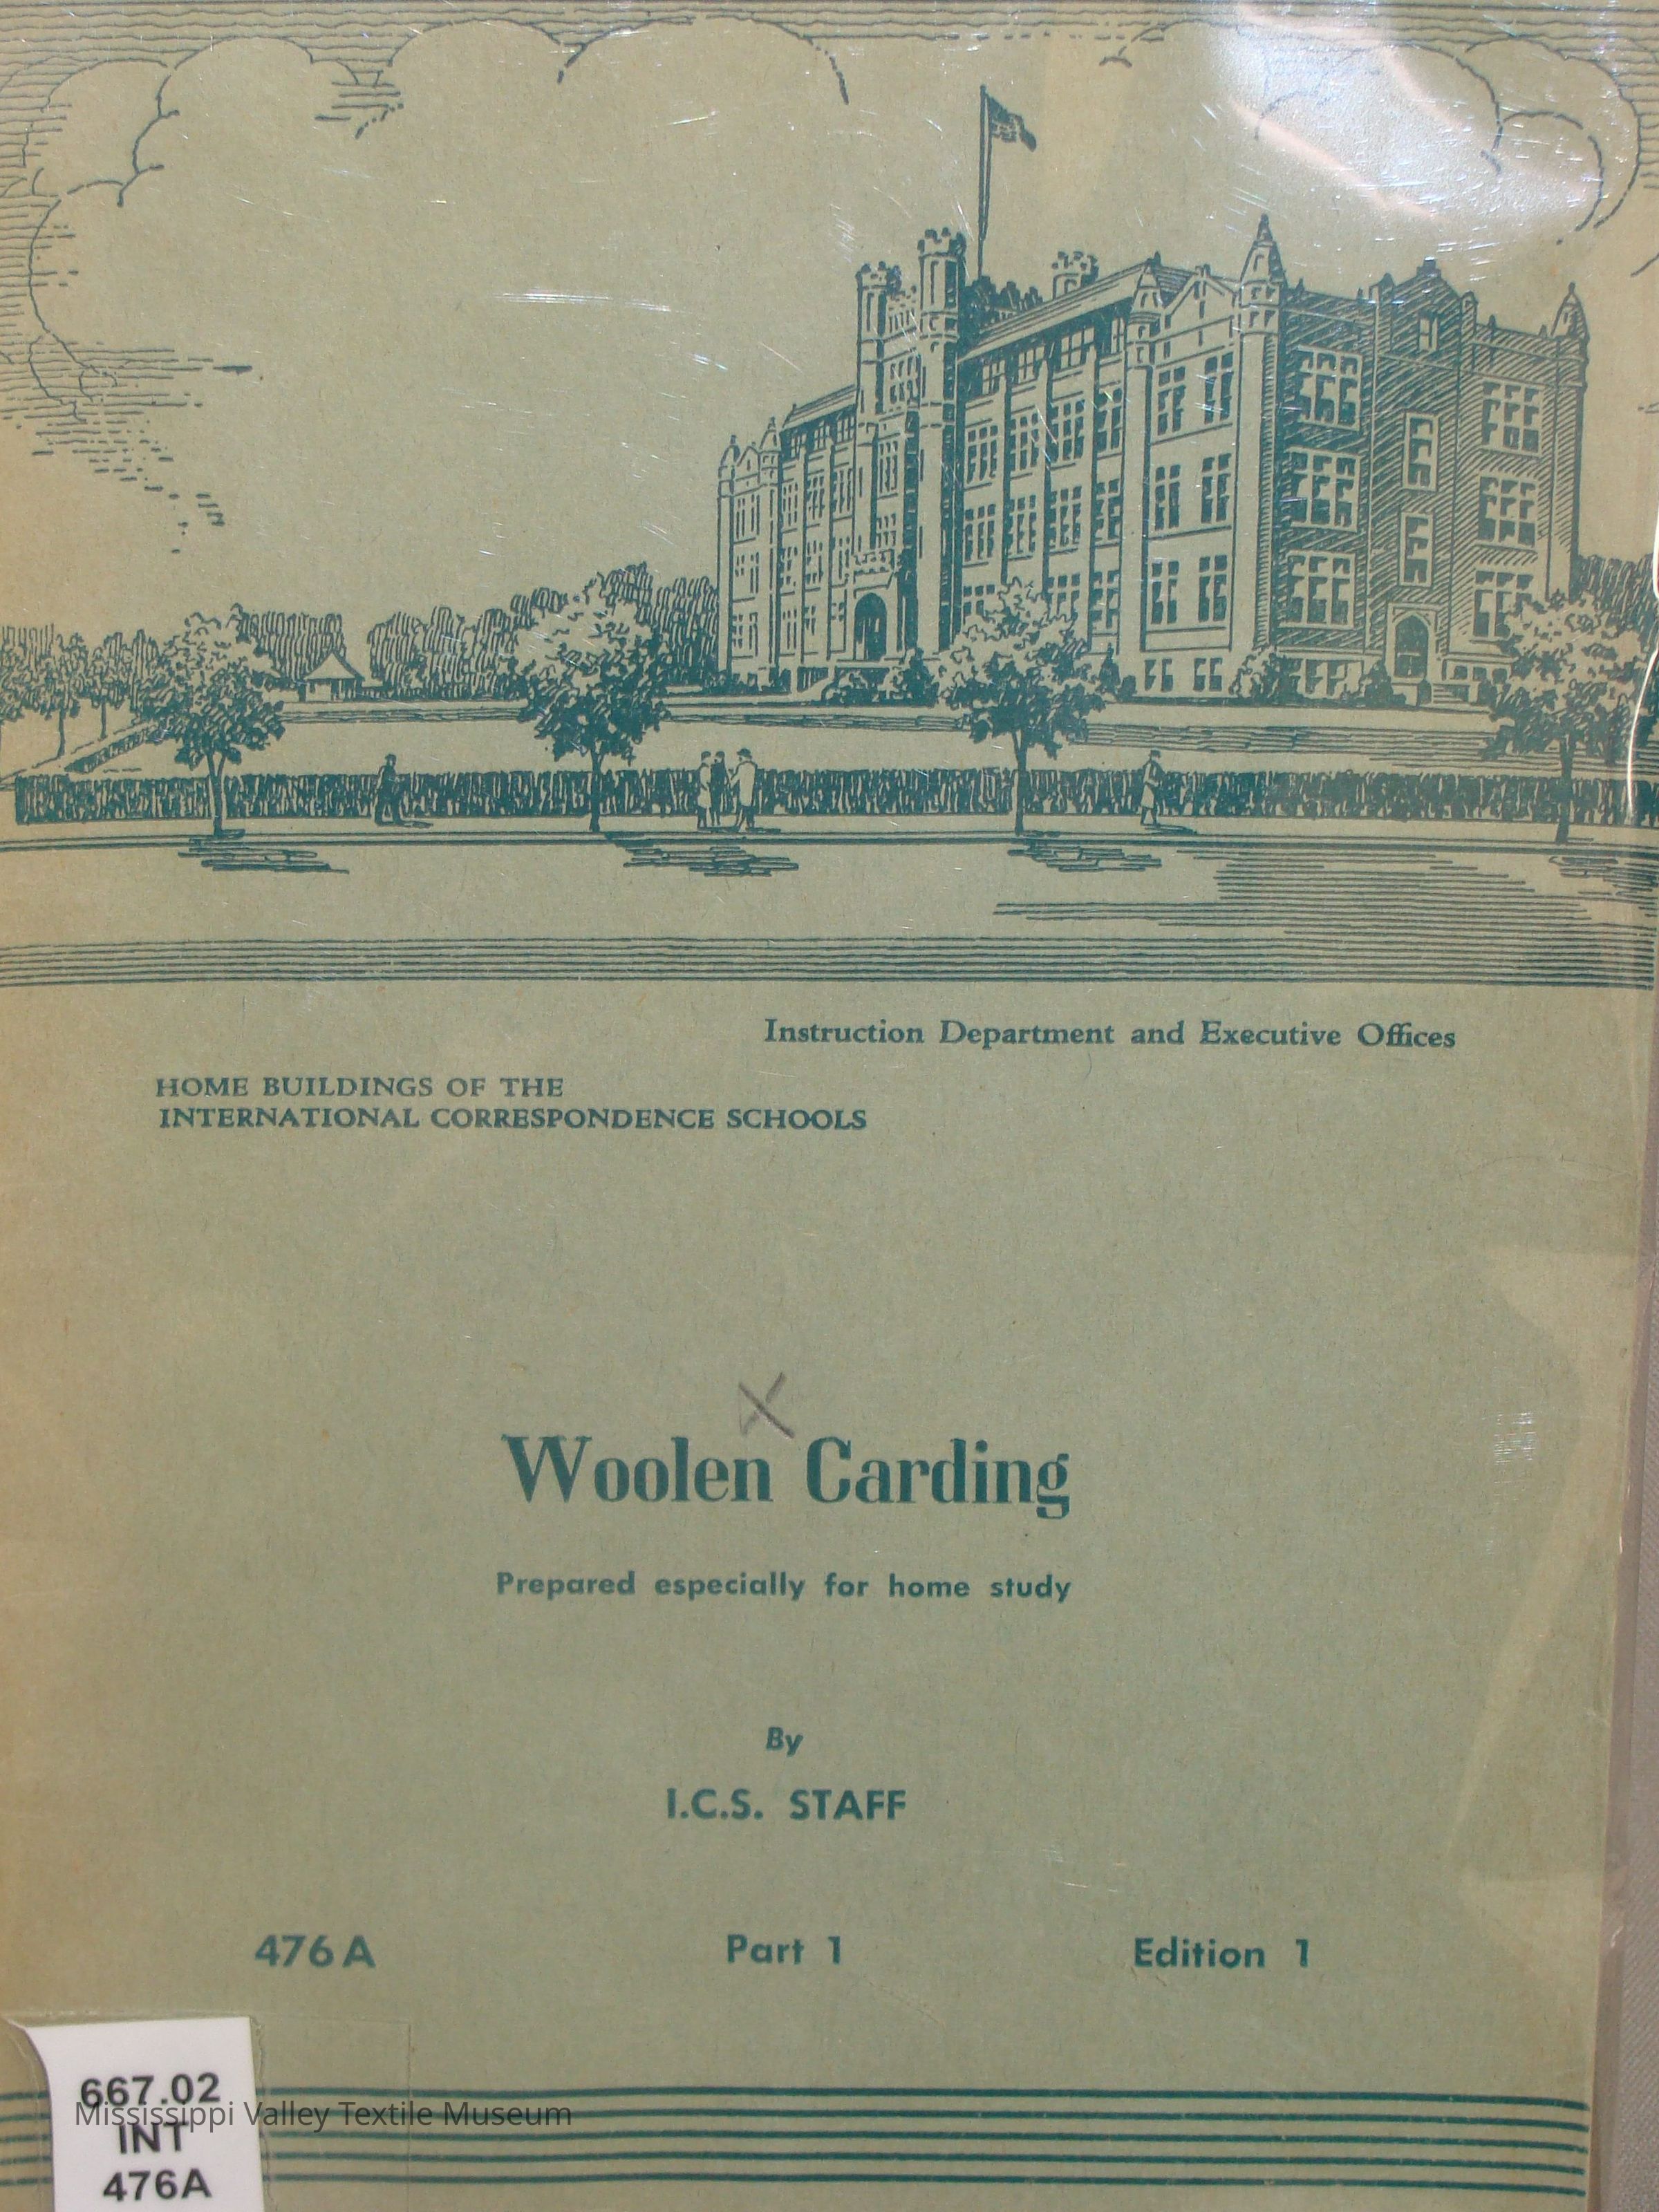 Instruction Department and Executive Offices
HOME BUILDINGS OF THE
INTERNATIONAL CORRESPONDENCE SCHOOLS
X
Woolen Carding
Prepared especially for home study
By
I.C.S. STAFF
476 A Part 1 Edition 1
667.02
Mississippi Valley Textile Museum
INT
476A